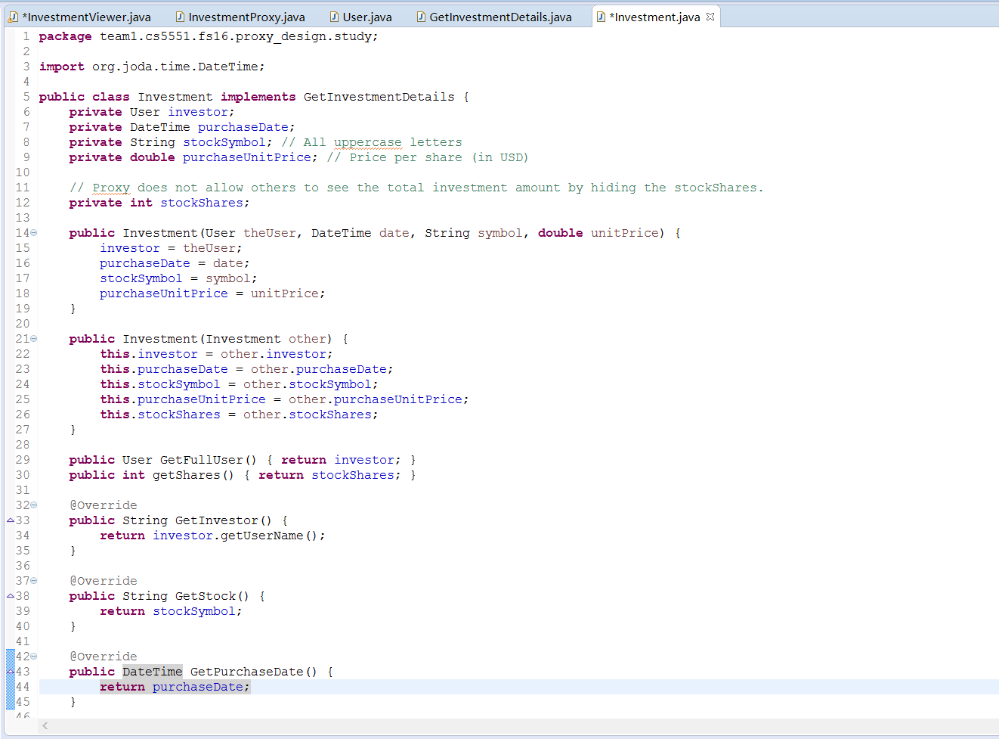 *InvestmentViewer.java InvestmentProxy.java User.java GetInvestmentDetails.java *Investment.java
1 package team1.cs5551.fs16.proxy_design.study;
2
3 import org.joda.time.DateTime;
4
5 public class Investment implements GetInvestmentDetails {
6 private User investor;
7 private DateTime purchaseDate;
8 private String stockSymbol; // All uppercase letters
9 private double purchaseUnitPrice; // Price per share (in USD)
10
11 // Proxy does not allow others to see the total investment amount by hiding the stockShares.
12 private int stockShares;
13
14 public Investment(User theUser, DateTime date, String symbol, double unitPrice) {
15 investor = theUser;
16 purchaseDate = date;
17 stockSymbol = symbol;
18 purchaseUnitPrice = unitPrice;
19 }
20
21 public Investment(Investment other) {
22 this.investor = other.investor;
23 this.purchaseDate = other.purchaseDate;
24 this.stockSymbol = other.stockSymbol;
25 this.purchaseUnitPrice = other.purchaseUnitPrice;
26 this.stockShares = other.stockShares;
27 }
28
29 public User GetFullUser() { return investor; }
30 public int getShares() { return stockShares; }
31
32 @Override
33 public String GetInvestor() {
34 return investor.getUserName();
35 }
36
37 @Override
38 public String GetStock() {
39 return stockSymbol;
40 }
41
42 @Override
43 public DateTime GetPurchaseDate() {
44 return purchaseDate;
45 }
46